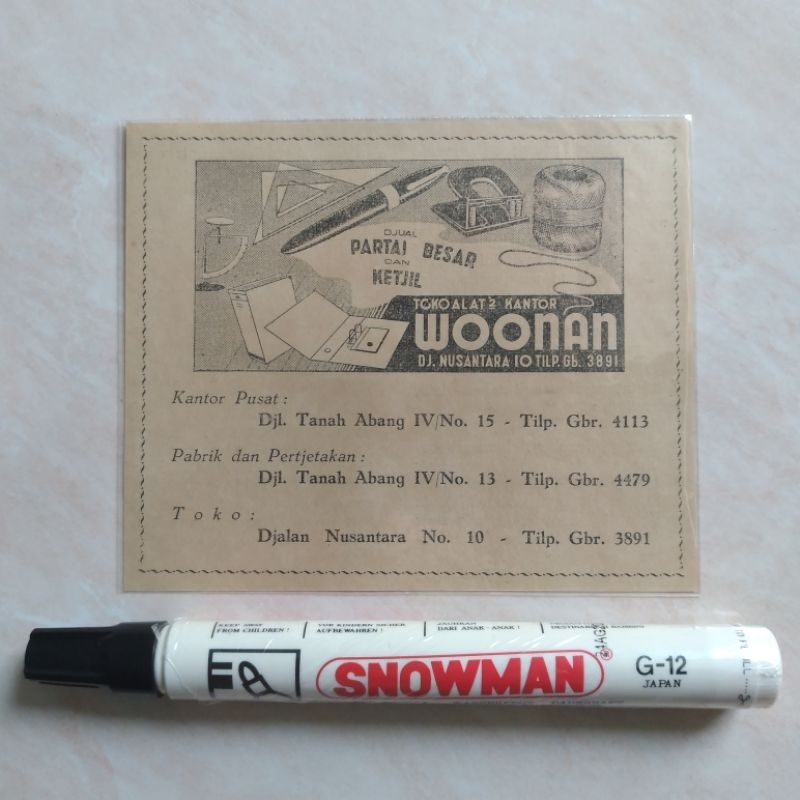 DJUAL
PARTAI BESAR
DAN
KETJIL
TOKO ALAT2 KANTOR
WOONAN
DJ. NUSANTARA 10 TILP. Gb. 3891
Kantor Pusat :
Djl. Tanah Abang IV/No. 15 - Tilp. Gbr. 4113
Pabrik dan Pertjetakan :
Djl. Tanah Abang IV/No. 13 - Tilp. Gbr. 4479
Toko :
Djalan Nusantara No. 10 - Tilp. Gbr. 3891
KEEP AWAY
FROM CHILDREN !
VOR KINDERN SICHER
AUFBEWAHREN !
JAUHKAN
DARI ANAK - ANAK !
SNOWMAN
G-12
JAPAN